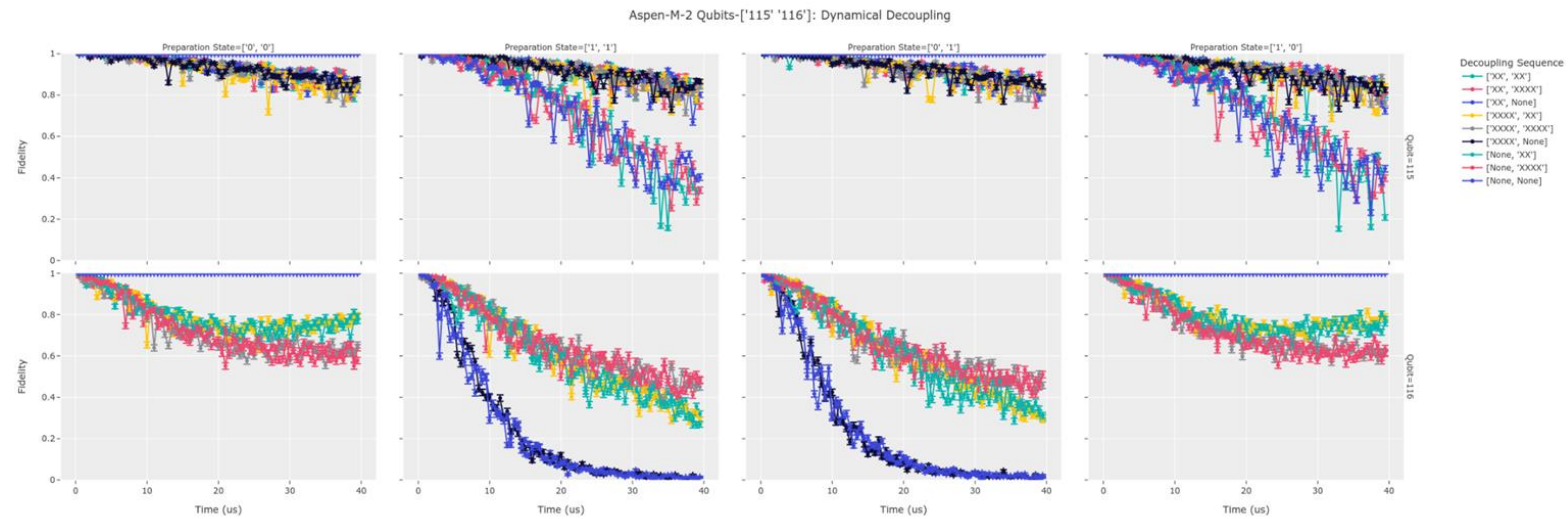 Aspen-M-2 Qubits-['115' '116']: Dynamical Decoupling
Preparation State=['0', '0']
Preparation State=['1', '1']
Preparation State=['0', '1']
Preparation State=['1', '0']
Decoupling Sequence
['XX', 'XX']
['XX', 'XXXX']
['XX', None]
['XXXX', 'XX']
['XXXX', 'XXXX']
['XXXX', None]
[None, 'XX']
[None, 'XXXX']
[None, None]
Fidelity
1
0.8
0.6
0.4
0.2
0
Qubit=115
Fidelity
1
0.8
0.6
0.4
0.2
0
Qubit=116
0 10 20 30 40
0 10 20 30 40
0 10 20 30 40
0 10 20 30 40
Time (us)
Time (us)
Time (us)
Time (us)